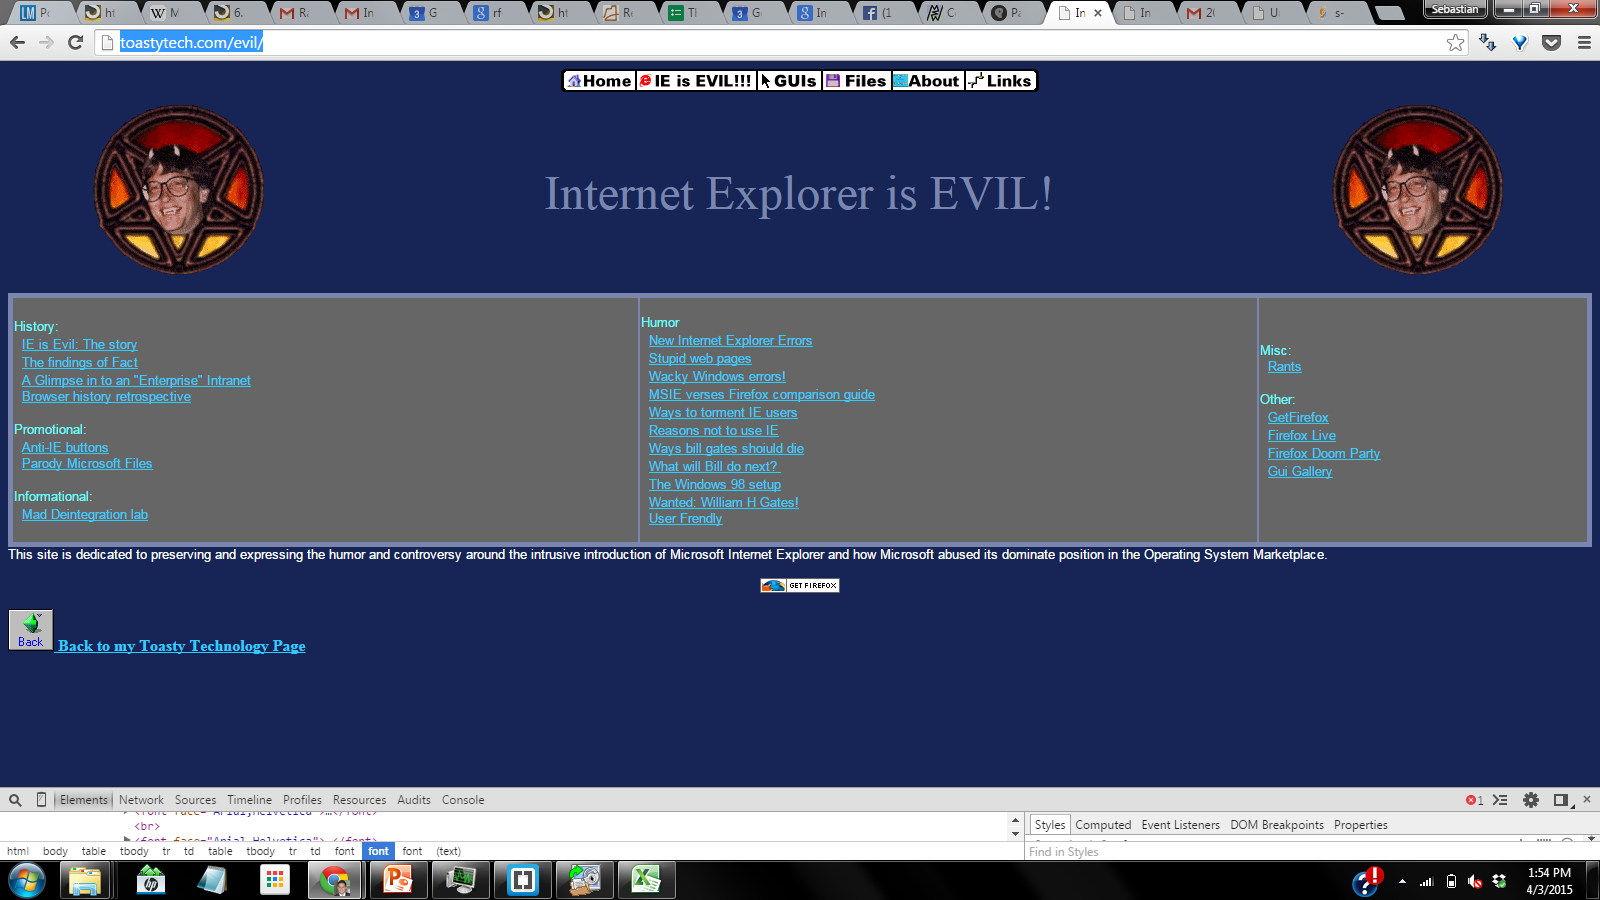 Sebastian
toastytech.com/evil/
Home IE is EVIL!!! GUIs Files About Links
Internet Explorer is EVIL!
History:
IE is Evil: The story
The findings of Fact
A Glimpse in to an "Enterprise" Intranet
Browser history retrospective
Promotional:
Anti-IE buttons
Parody Microsoft Files
Informational:
Mad Deintegration lab
Humor
New Internet Explorer Errors
Stupid web pages
Wacky Windows errors!
MSIE verses Firefox comparison guide
Ways to torment IE users
Reasons not to use IE
Ways bill gates shoiuld die
What will Bill do next?
The Windows 98 setup
Wanted: William H Gates!
User Frendly
Misc:
Rants
Other:
GetFirefox
Firefox Live
Firefox Doom Party
Gui Gallery
This site is dedicated to preserving and expressing the humor and controversy around the intrusive introduction of Microsoft Internet Explorer and how Microsoft abused its dominate position in the Operating System Marketplace.
GET FIREFOX
Back
Back to my Toasty Technology Page
Elements Network Sources Timeline Profiles Resources Audits Console
1
<br>
Styles Computed Event Listeners DOM Breakpoints Properties
html body table tbody tr td table tbody tr td font font font (text)
Find in Styles
1:54 PM
4/3/2015